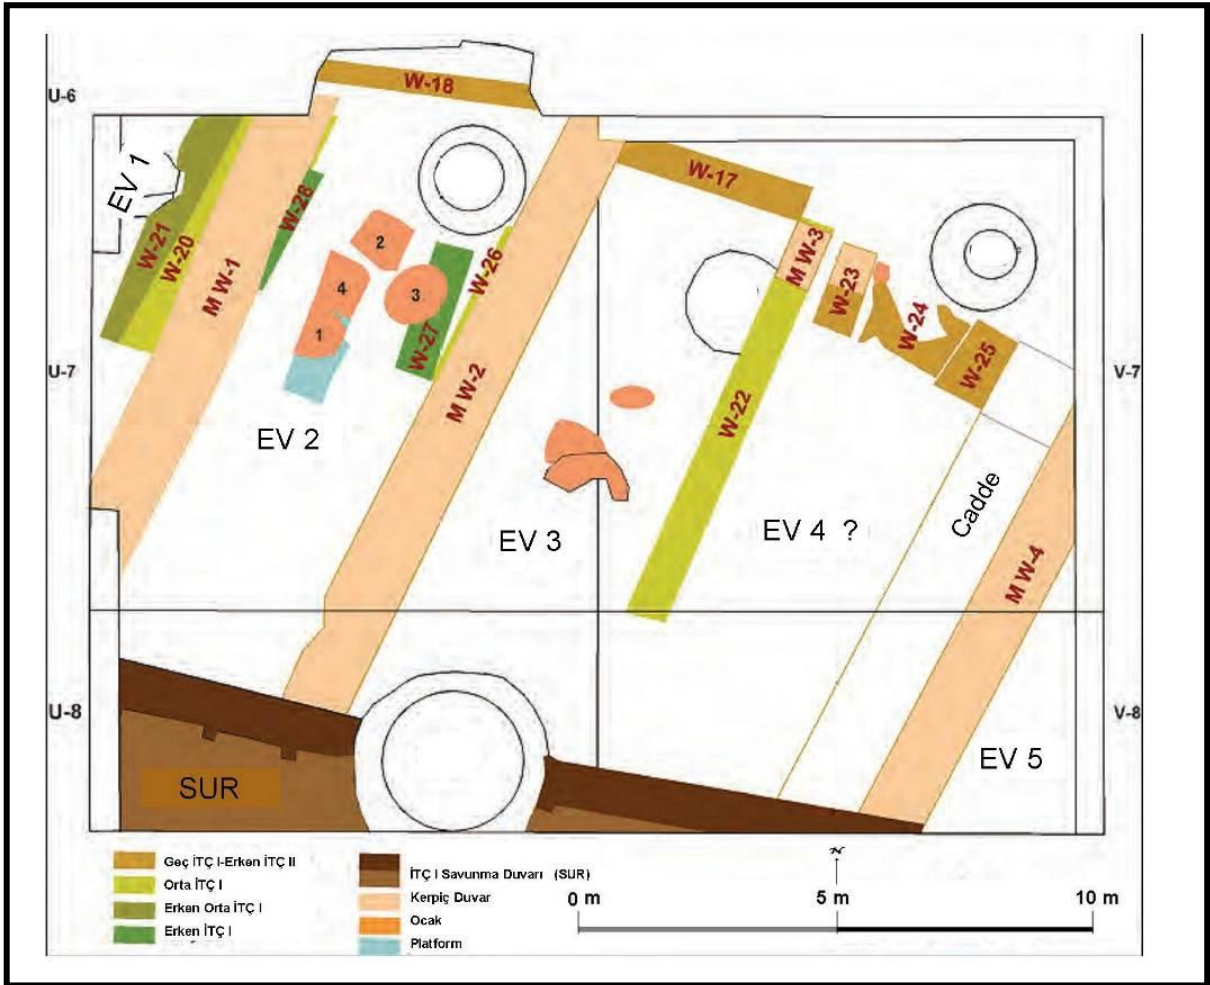 U-6
W-18
EV 1
W-21
W-20
M W-1
W-28
2
4
3
1
W-26
W-27
W-17
M W-3
W-23
W-24
W-25
W-22
U-7
V-7
M W-2
EV 2
EV 3
EV 4 ?
Cadde
M W-4
U-8
V-8
EV 5
SUR
Geç İTÇ I-Erken İTÇ II
Orta İTÇ I
Erken Orta İTÇ I
Erken İTÇ I
İTÇ I Savunma Duvarı (SUR)
Kerpiç Duvar
Ocak
Platform
N
0 m
5 m
10 m